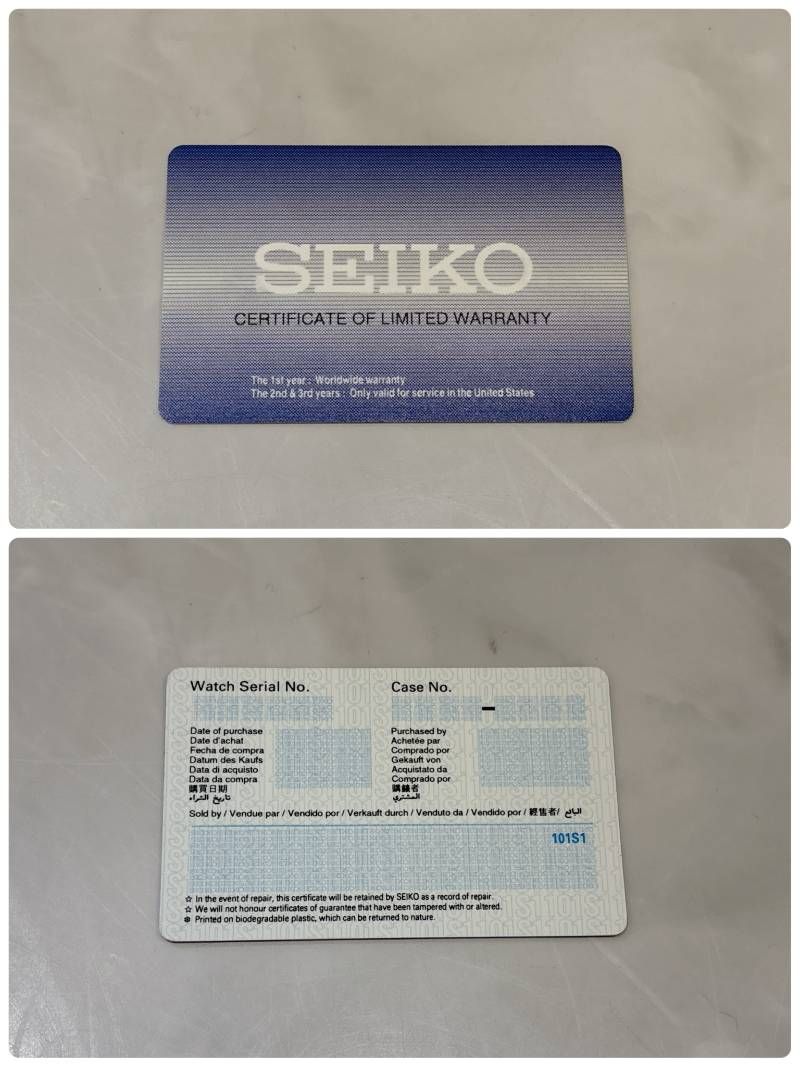 SEIKO
CERTIFICATE OF LIMITED WARRANTY
The 1st year : Worldwide warranty
The 2nd & 3rd years : Only valid for service in the United States
Watch Serial No.
Case No.
–
Date of purchase
Date d'achat
Fecha de compra
Datum des Kaufs
Data di acquisto
Data da compra
購買日期
تاريخ الشراء
Purchased by
Achetée par
Comprado por
Gekauft von
Acquistato da
Comprado por
購錶者
المشتري
Sold by / Vendue par / Vendido por / Verkauft durch / Venduto da / Vendido por / 經售者/ البائع
101S1
☆ In the event of repair, this certificate will be retained by SEIKO as a record of repair.
☆ We will not honour certificates of guarantee that have been tampered with or altered.
❄ Printed on biodegradable plastic, which can be returned to nature.